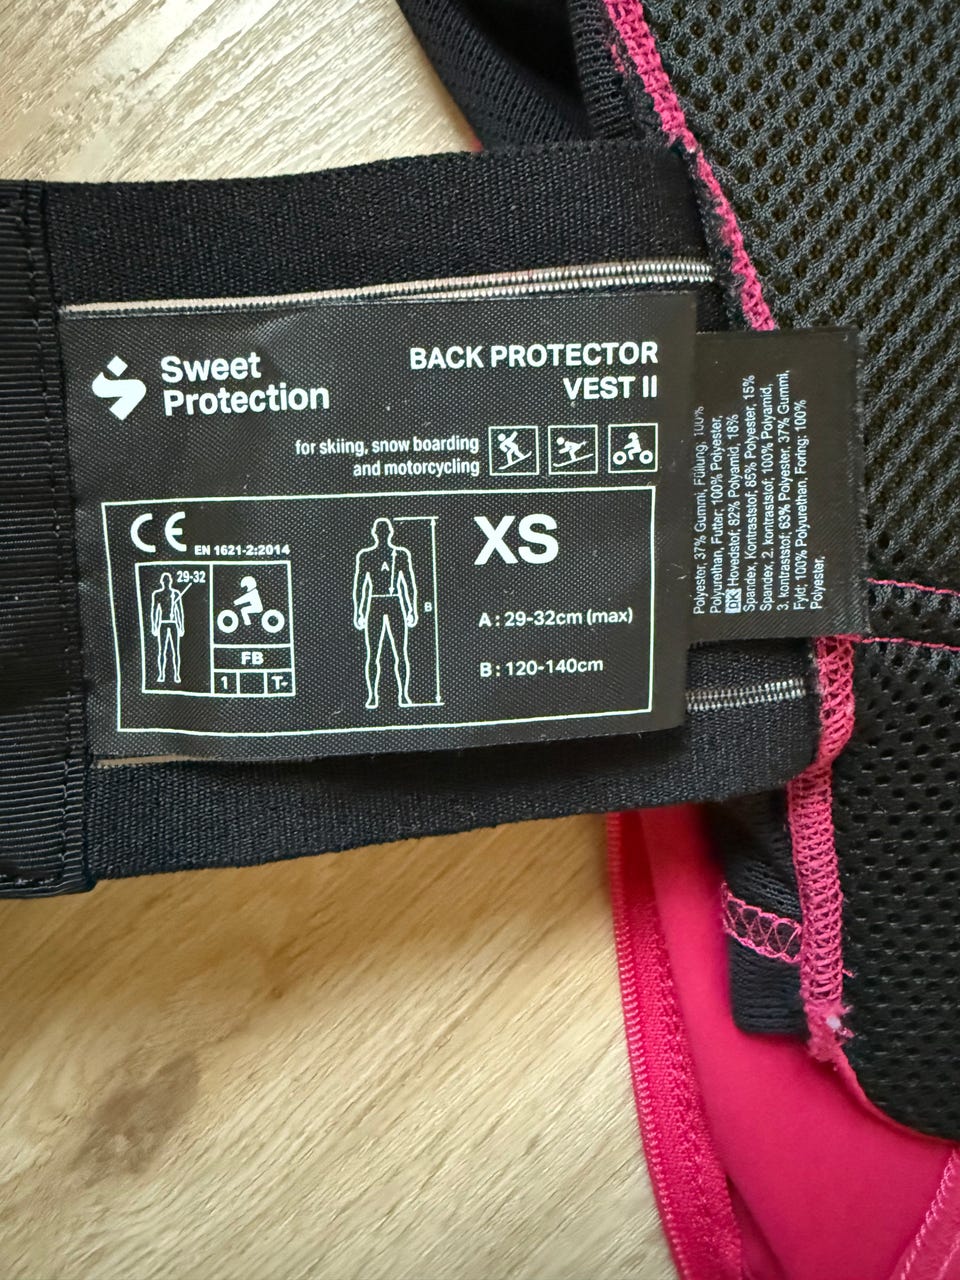 Sweet
Protection
BACK PROTECTOR
VEST II
for skiing, snow boarding
and motorcycling
CE
EN 1621-2:2014
29-32
FB
1
T-
A
B
XS
A : 29-32cm (max)
B : 120-140cm
Polyester, 37% Gummi, Füllung: 100%
Polyurethan, Futter: 100% Polyester,
DK Hovedstof: 82% Polyamid, 18%
Spandex, Kontraststof: 85% Polyester, 15%
Spandex, 2. kontraststof: 100% Polyamid,
3. kontraststof: 63% Polyester, 37% Gummi,
Fyld: 100% Polyurethan, Foring: 100%
Polyester,